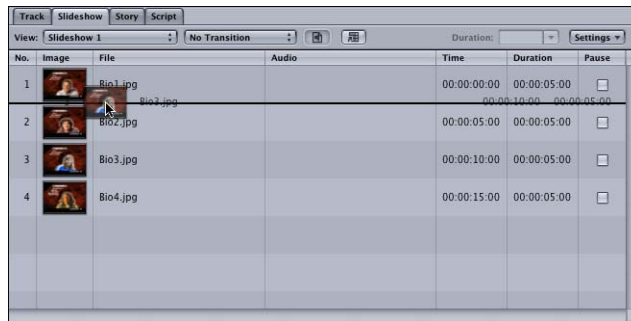 Track Slideshow Story Script
View: Slideshow 1 No Transition Duration: Settings
No. Image File Audio Time Duration Pause
1 Bio1.jpg 00:00:00:00 00:00:05:00
Bio3.jpg 00:00:10:00 00:00:05:00
2 Bio2.jpg 00:00:05:00 00:00:05:00
3 Bio3.jpg 00:00:10:00 00:00:05:00
4 Bio4.jpg 00:00:15:00 00:00:05:00